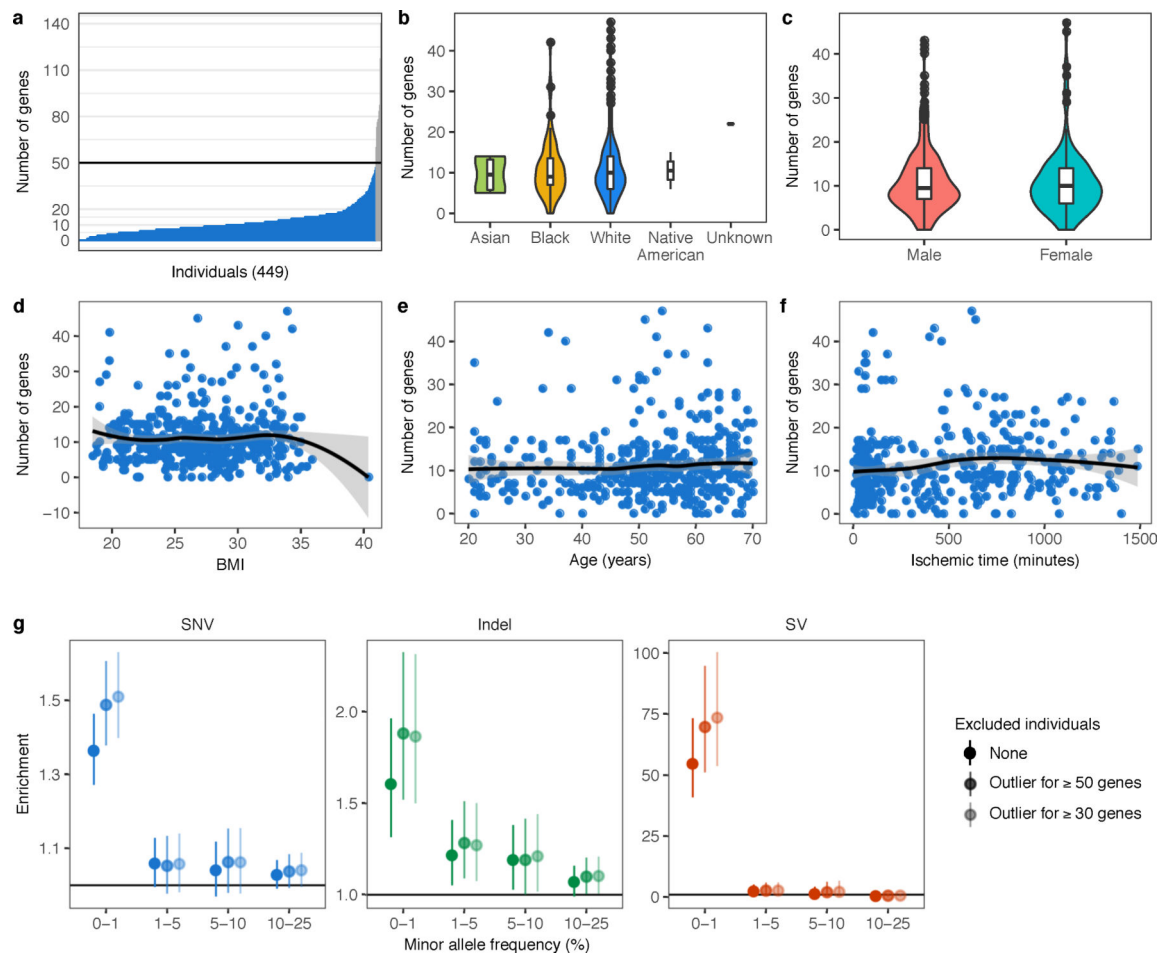 a
Number of genes
140
110
80
50
20
10
0
Individuals (449)
b
Number of genes
40
30
20
10
0
Asian
Black
White
Native American
Unknown
c
Number of genes
40
30
20
10
0
Male
Female
d
Number of genes
40
30
20
10
0
−10
20
25
30
35
40
BMI
e
Number of genes
40
30
20
10
0
20
30
40
50
60
70
Age (years)
f
Number of genes
40
30
20
10
0
0
500
1000
1500
Ischemic time (minutes)
g
Enrichment
SNV
1.5
1.3
1.1
0−1
1−5
5−10
10−25
Indel
2.0
1.5
1.0
0−1
1−5
5−10
10−25
Minor allele frequency (%)
SV
100
75
50
25
0
0−1
1−5
5−10
10−25
Excluded individuals
None
Outlier for ≥ 50 genes
Outlier for ≥ 30 genes